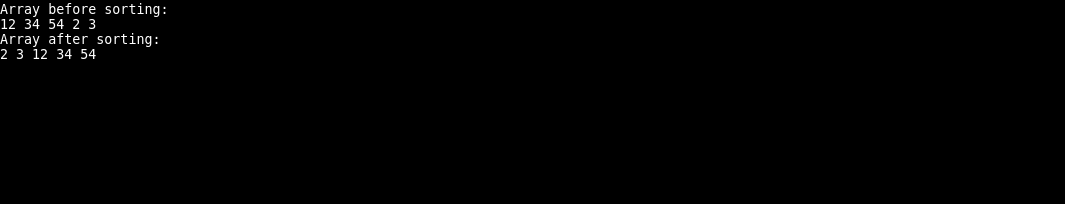 Array before sorting:
12 34 54 2 3
Array after sorting:
2 3 12 34 54